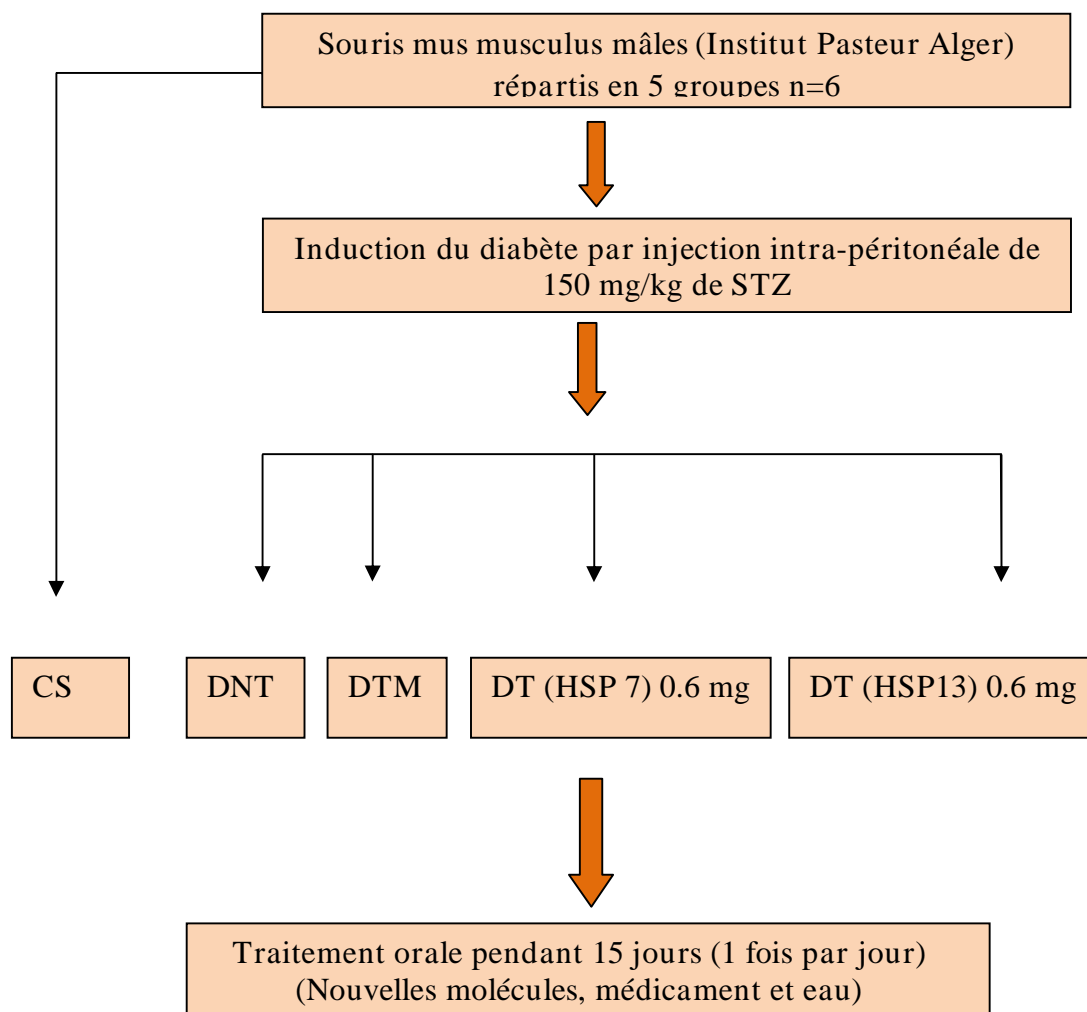 Souris mus musculus mâles (Institut Pasteur Alger)
répartis en 5 groupes n=6
Induction du diabète par injection intra-péritonéale de
150 mg/kg de STZ
CS
DNT
DTM
DT (HSP 7) 0.6 mg
DT (HSP13) 0.6 mg
Traitement orale pendant 15 jours (1 fois par jour)
(Nouvelles molécules, médicament et eau)